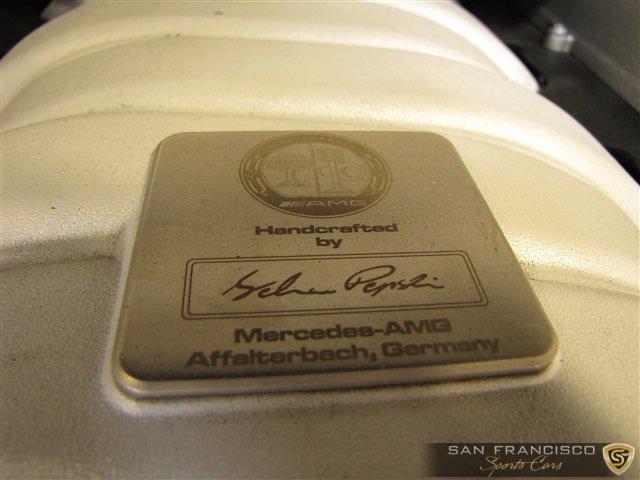 AMG
Handcrafted
by
Mercedes-AMG
Affalterbach, Germany
SAN FRANCISCO
Sports Cars